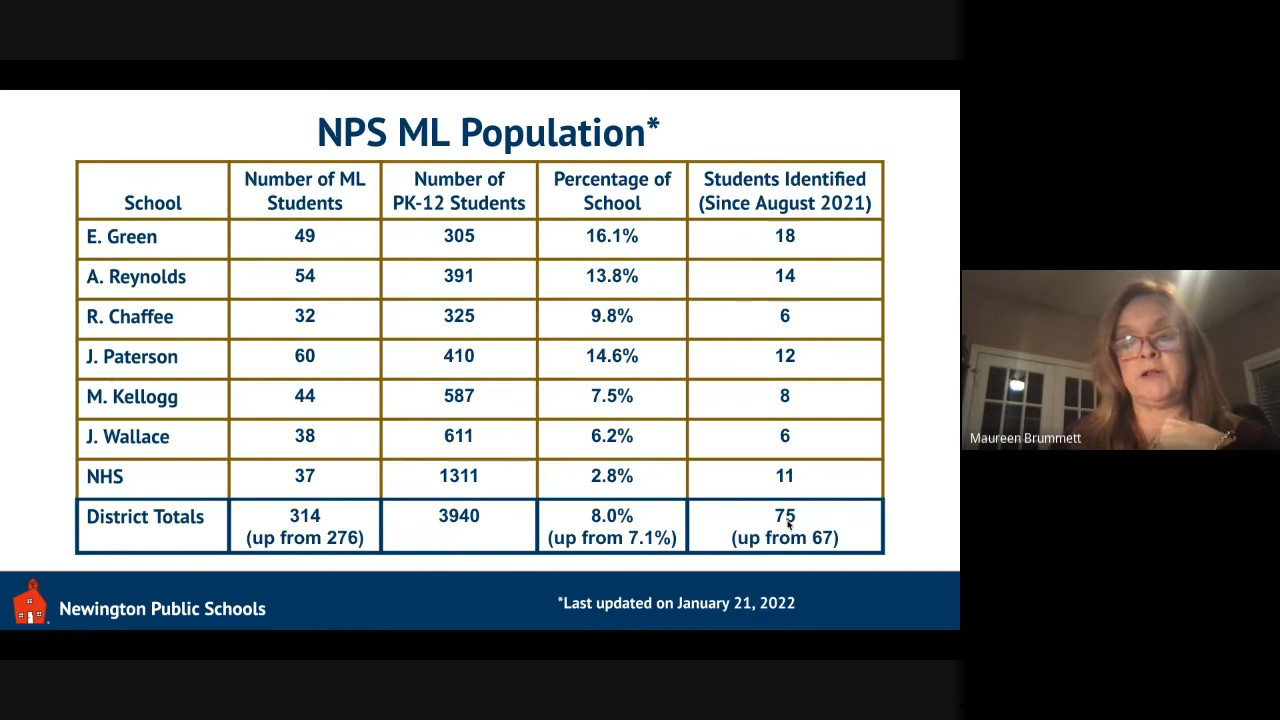 NPS ML Population*
School
Number of ML
Students
Number of
PK-12 Students
Percentage of
School
Students Identified
(Since August 2021)
E. Green 49 305 16.1% 18
A. Reynolds 54 391 13.8% 14
R. Chaffee 32 325 9.8% 6
J. Paterson 60 410 14.6% 12
M. Kellogg 44 587 7.5% 8
J. Wallace 38 611 6.2% 6
NHS 37 1311 2.8% 11
District Totals 314 3940 8.0% 75
(up from 276) (up from 7.1%) (up from 67)
Newington Public Schools
*Last updated on January 21, 2022
Maureen Brummett